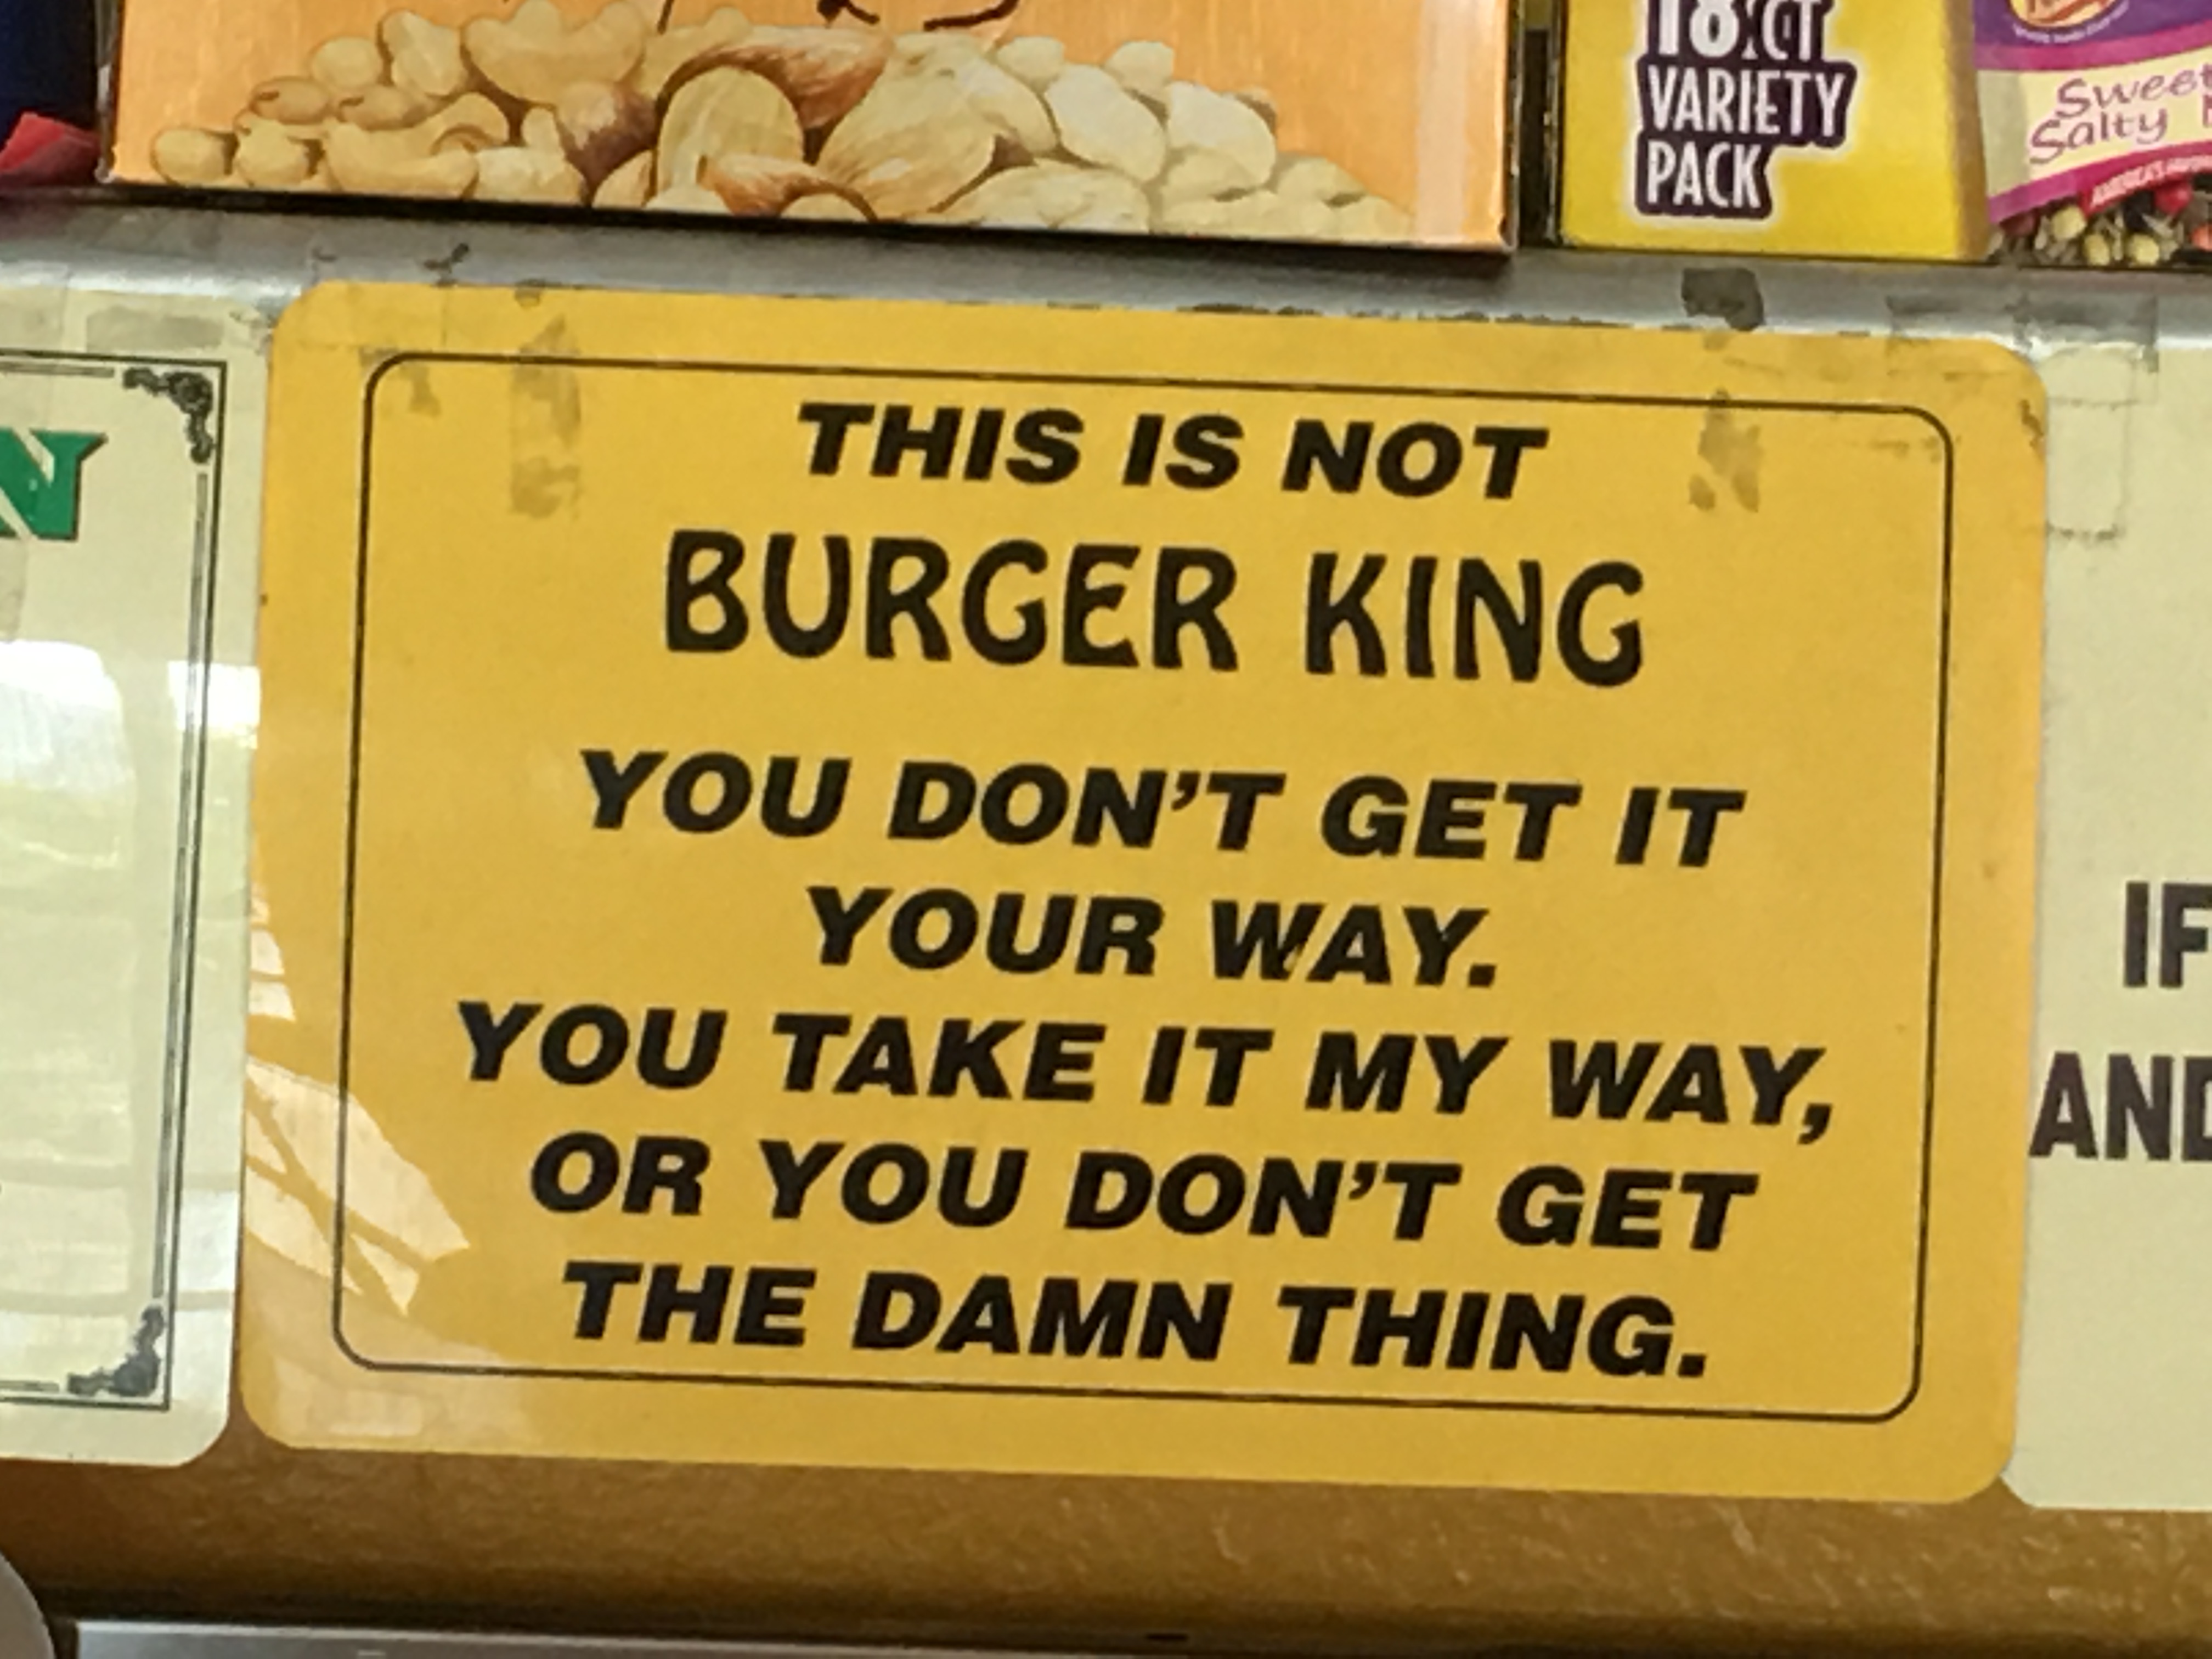 18 CT
VARIETY
PACK
Sweet
Salty
THIS IS NOT
BURGER KING
YOU DON'T GET IT
YOUR WAY.
YOU TAKE IT MY WAY,
OR YOU DON'T GET
THE DAMN THING.
N
IF
AND